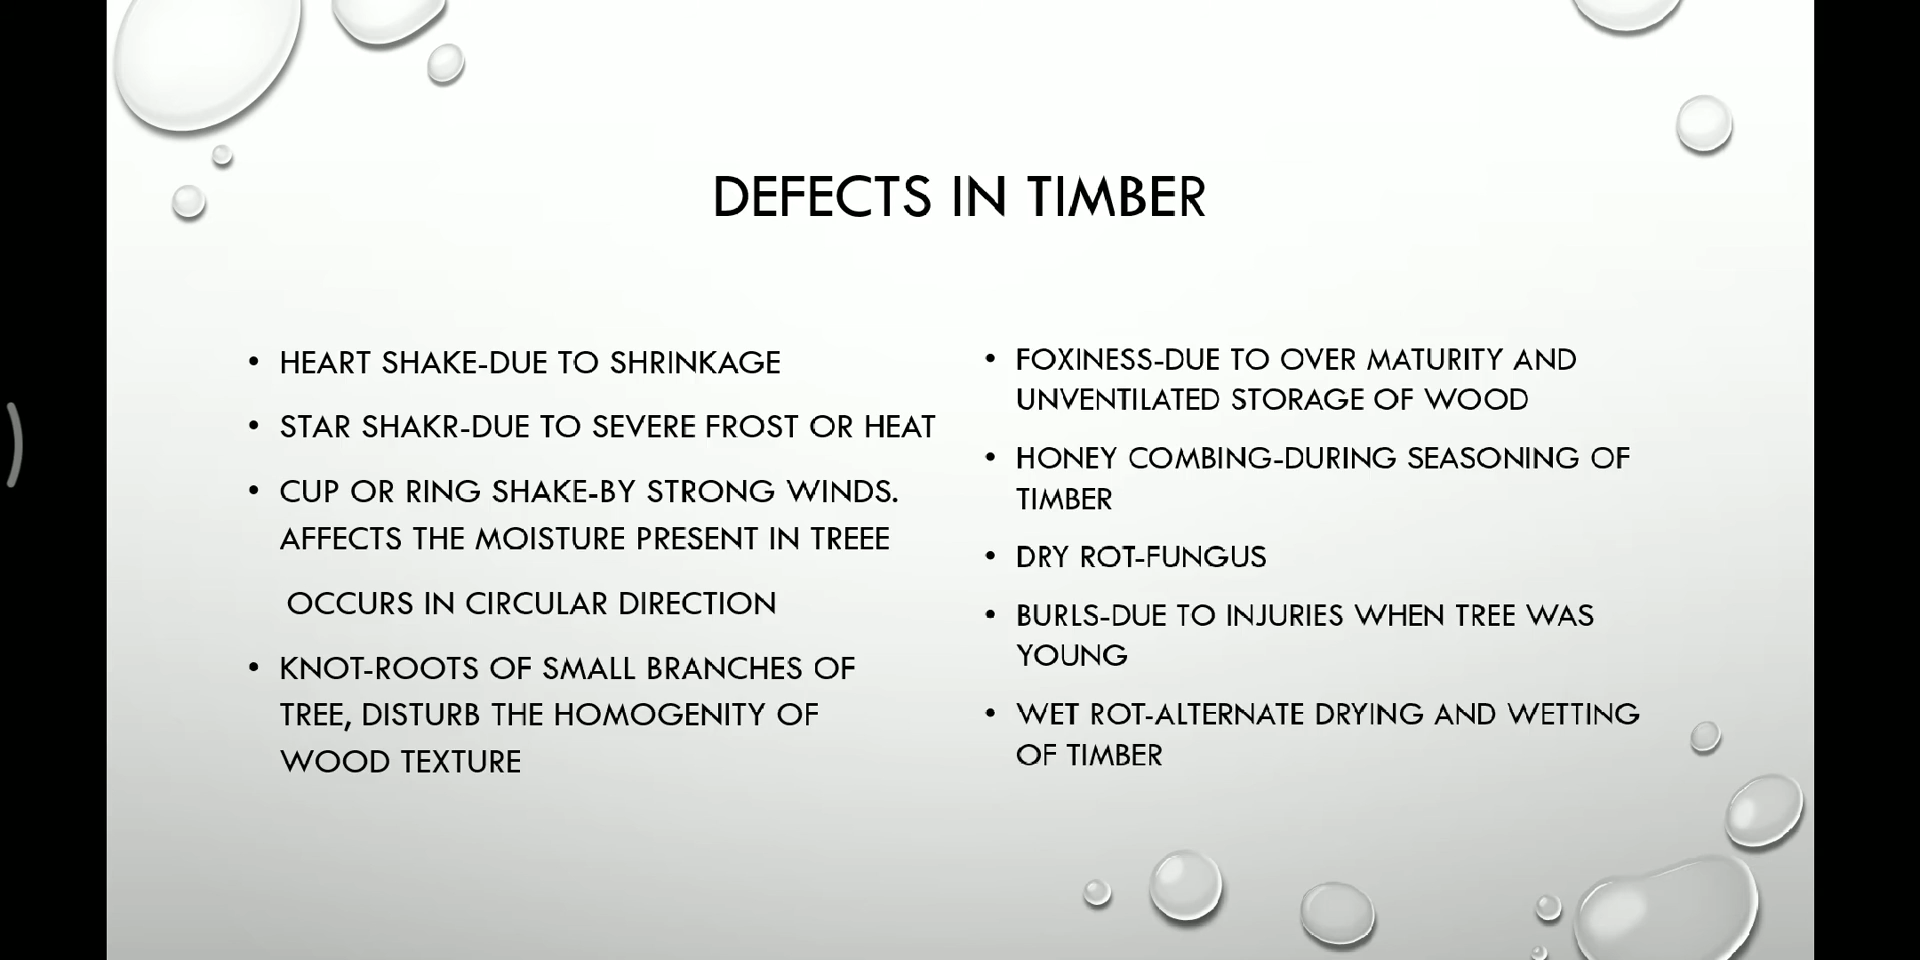 DEFECTS IN TIMBER
• HEART SHAKE-DUE TO SHRINKAGE
• STAR SHAKR-DUE TO SEVERE FROST OR HEAT
• CUP OR RING SHAKE-BY STRONG WINDS.
AFFECTS THE MOISTURE PRESENT IN TREEE
OCCURS IN CIRCULAR DIRECTION
• KNOT-ROOTS OF SMALL BRANCHES OF
TREE, DISTURB THE HOMOGENITY OF
WOOD TEXTURE
• FOXINESS-DUE TO OVER MATURITY AND
UNVENTILATED STORAGE OF WOOD
• HONEY COMBING-DURING SEASONING OF
TIMBER
• DRY ROT-FUNGUS
• BURLS-DUE TO INJURIES WHEN TREE WAS
YOUNG
• WET ROT-ALTERNATE DRYING AND WETTING
OF TIMBER